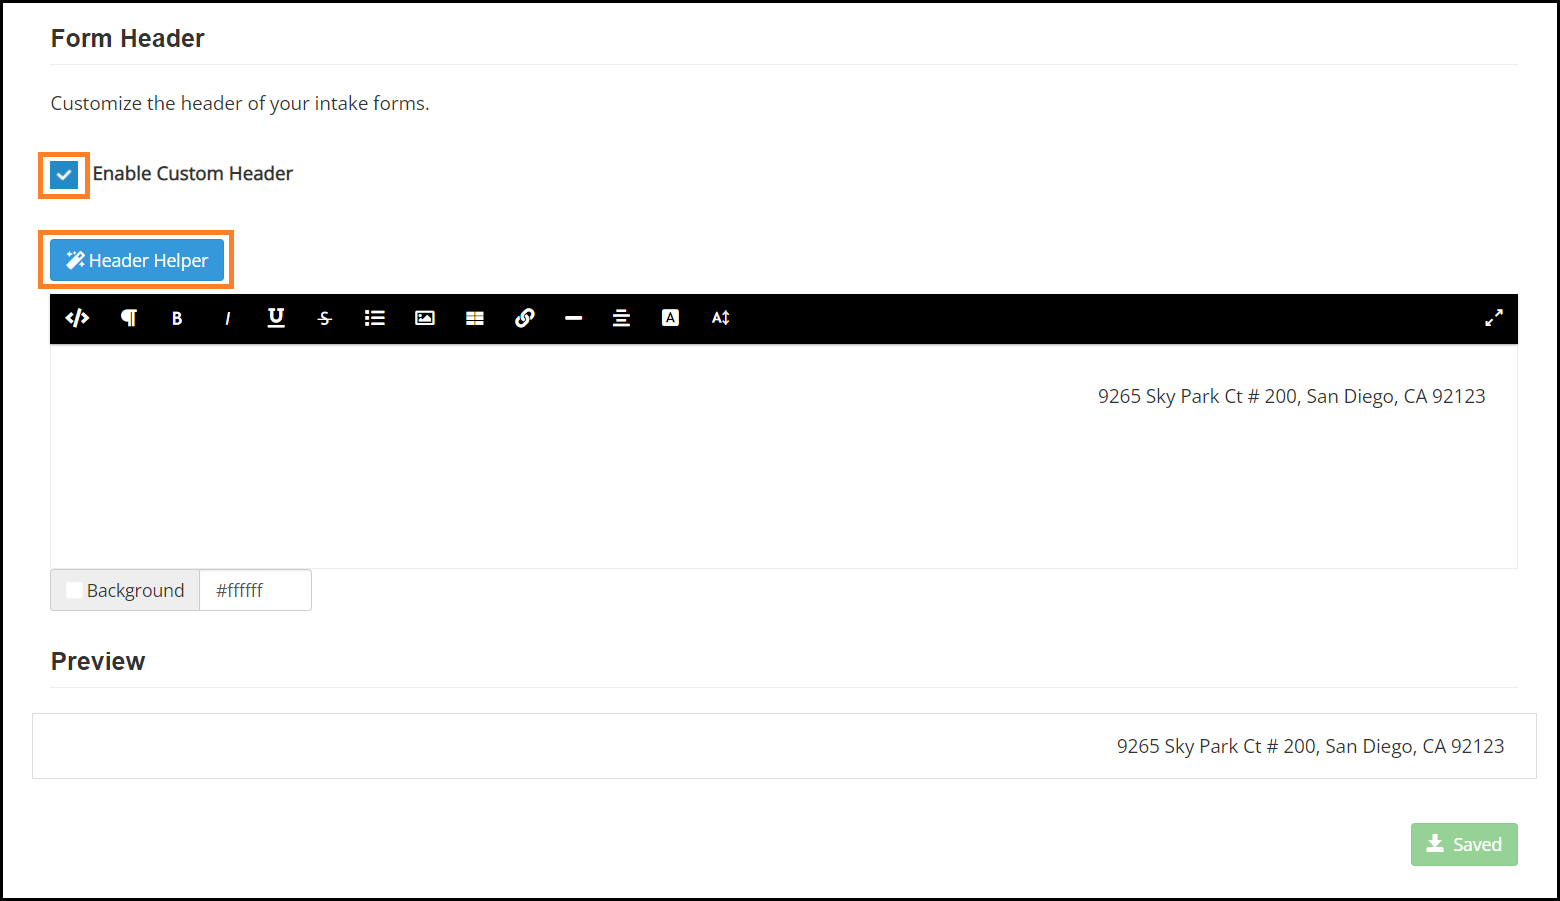 Form Header
Customize the header of your intake forms.
Enable Custom Header
Header Helper
B I U S A A
9265 Sky Park Ct # 200, San Diego, CA 92123
Background #ffffff
Preview
9265 Sky Park Ct # 200, San Diego, CA 92123
Saved